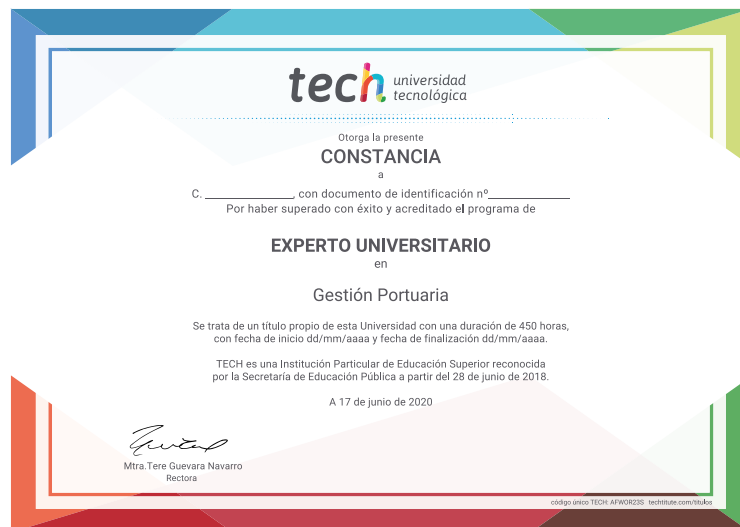 tech universidad
tecnológica
Otorga la presente
CONSTANCIA
a
C. ______________, con documento de identificación nº_____________
Por haber superado con éxito y acreditado el programa de
EXPERTO UNIVERSITARIO
en
Gestión Portuaria
Se trata de un título propio de esta Universidad con una duración de 450 horas,
con fecha de inicio dd/mm/aaaa y fecha de finalización dd/mm/aaaa.
TECH es una Institución Particular de Educación Superior reconocida
por la Secretaría de Educación Pública a partir del 28 de junio de 2018.
A 17 de junio de 2020
Mtra.Tere Guevara Navarro
Rectora
código único TECH: AFWOR23S techtitute.com/titulos